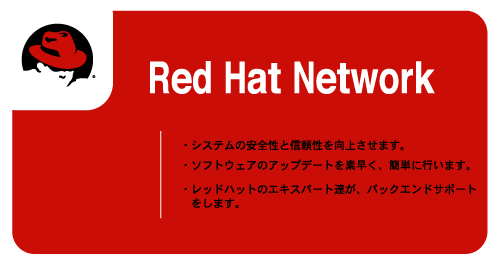 Red Hat Network
・システムの安全性と信頼性を向上させます。
・ソフトウェアのアップデートを素早く、簡単に行います。
・レッドハットのエキスパート達が、バックエンドサポート
をします。